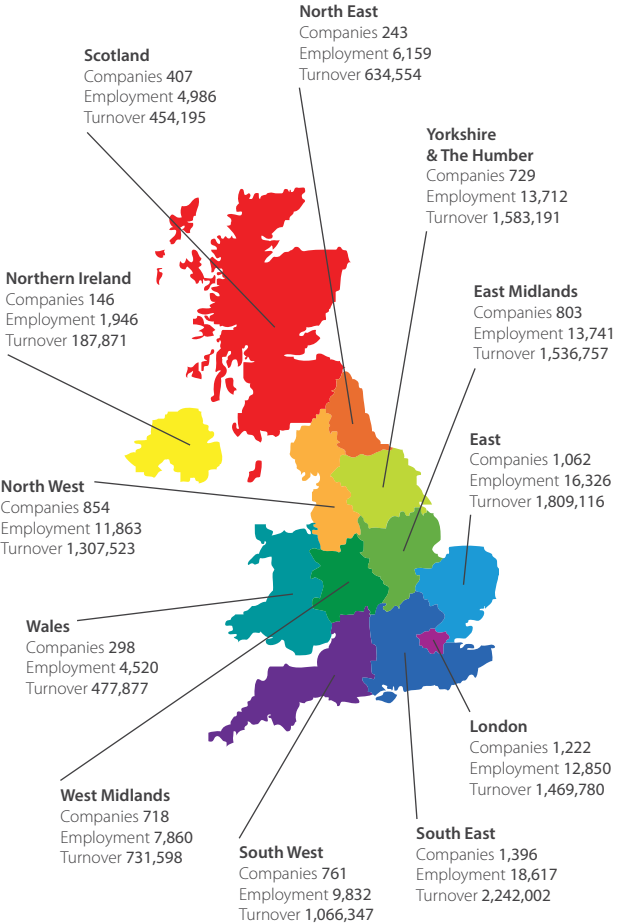 North East
Companies 243
Employment 6,159
Turnover 634,554
Scotland
Companies 407
Employment 4,986
Turnover 454,195
Yorkshire
& The Humber
Companies 729
Employment 13,712
Turnover 1,583,191
Northern Ireland
Companies 146
Employment 1,946
Turnover 187,871
East Midlands
Companies 803
Employment 13,741
Turnover 1,536,757
East
Companies 1,062
Employment 16,326
Turnover 1,809,116
North West
Companies 854
Employment 11,863
Turnover 1,307,523
Wales
Companies 298
Employment 4,520
Turnover 477,877
London
Companies 1,222
Employment 12,850
Turnover 1,469,780
West Midlands
Companies 718
Employment 7,860
Turnover 731,598
South West
Companies 761
Employment 9,832
Turnover 1,066,347
South East
Companies 1,396
Employment 18,617
Turnover 2,242,002